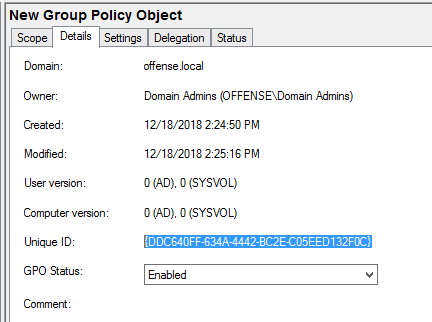 New Group Policy Object
Scope Details Settings Delegation Status
Domain: offense.local
Owner: Domain Admins (OFFENSE\Domain Admins)
Created: 12/18/2018 2:24:50 PM
Modified: 12/18/2018 2:25:16 PM
User version: 0 (AD), 0 (SYSVOL)
Computer version: 0 (AD), 0 (SYSVOL)
Unique ID: {DDC640FF-634A-4442-BC2E-C05EED132F0C}
GPO Status: Enabled
Comment: